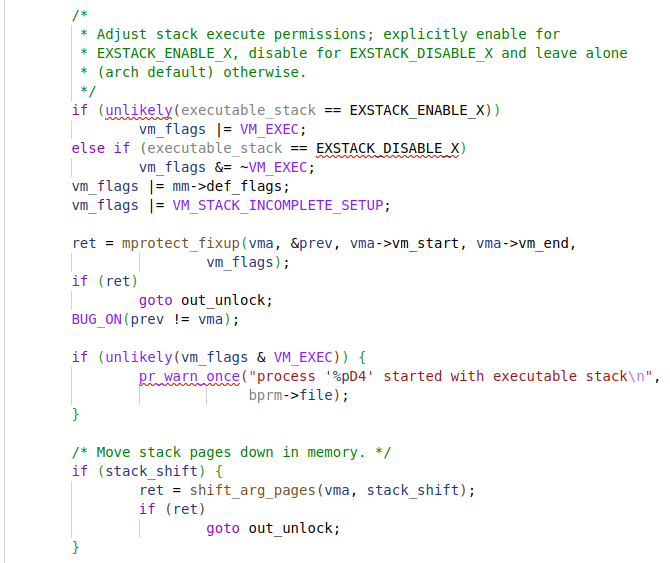 /*
* Adjust stack execute permissions; explicitly enable for
* EXSTACK_ENABLE_X, disable for EXSTACK_DISABLE_X and leave alone
* (arch default) otherwise.
*/
if (unlikely(executable_stack == EXSTACK_ENABLE_X))
vm_flags |= VM_EXEC;
else if (executable_stack == EXSTACK_DISABLE_X)
vm_flags &= ~VM_EXEC;
vm_flags |= mm->def_flags;
vm_flags |= VM_STACK_INCOMPLETE_SETUP;

ret = mprotect_fixup(vma, &prev, vma->vm_start, vma->vm_end,
vm_flags);
if (ret)
goto out_unlock;
BUG_ON(prev != vma);

if (unlikely(vm_flags & VM_EXEC)) {
pr_warn_once("process '%pD4' started with executable stack\n",
bprm->file);
}

/* Move stack pages down in memory. */
if (stack_shift) {
ret = shift_arg_pages(vma, stack_shift);
if (ret)
goto out_unlock;
}